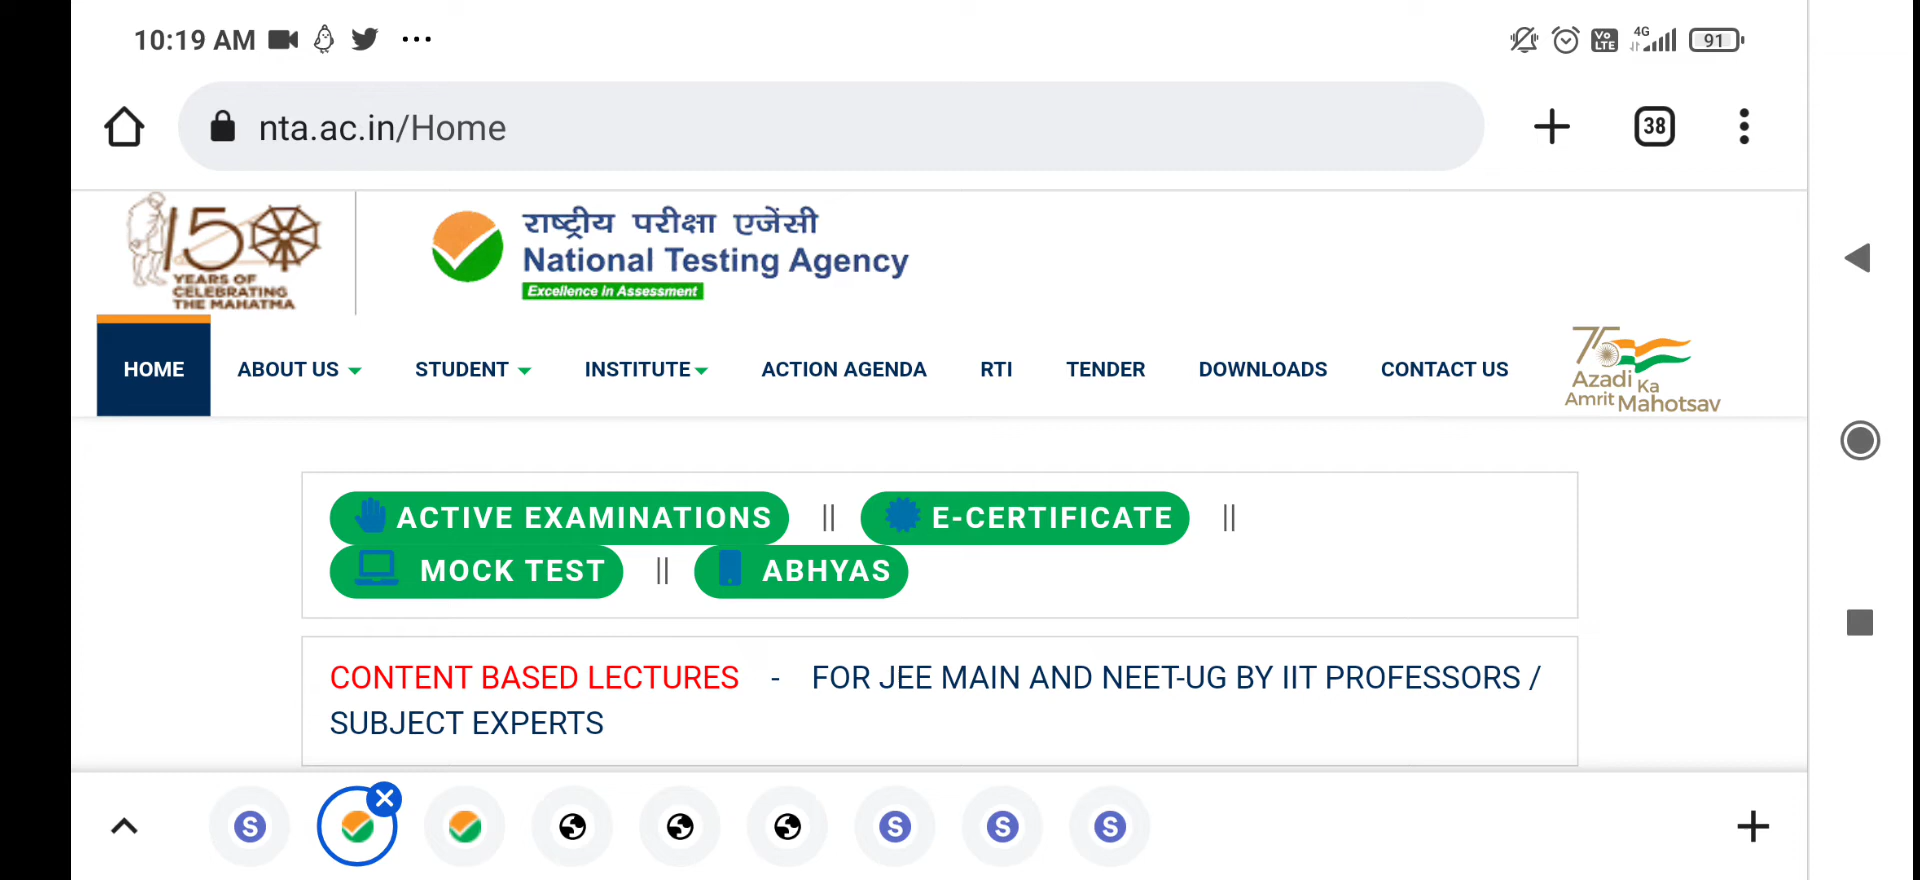 10:19 AM
Vo LTE 4G 91
nta.ac.in/Home
38
150
YEARS OF
CELEBRATING
THE MAHATMA
राष्ट्रीय परीक्षा एजेंसी
National Testing Agency
Excellence in Assessment
HOME ABOUT US STUDENT INSTITUTE ACTION AGENDA RTI TENDER DOWNLOADS CONTACT US
75
Azadi Ka
Amrit Mahotsav
ACTIVE EXAMINATIONS || E-CERTIFICATE ||
MOCK TEST || ABHYAS
CONTENT BASED LECTURES - FOR JEE MAIN AND NEET-UG BY IIT PROFESSORS /
SUBJECT EXPERTS
S S S S